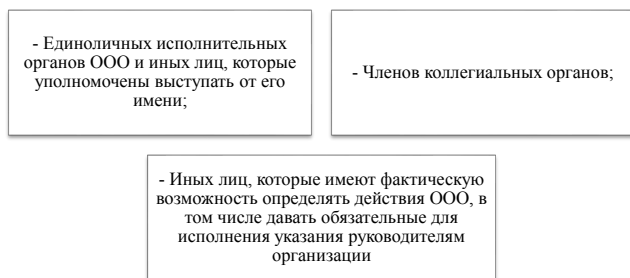 - Единоличных исполнительных
органов ООО и иных лиц, которые
уполномочены выступать от его
имени;
- Членов коллегиальных органов;
- Иных лиц, которые имеют фактическую
возможность определять действия ООО, в
том числе давать обязательные для
исполнения указания руководителям
организации